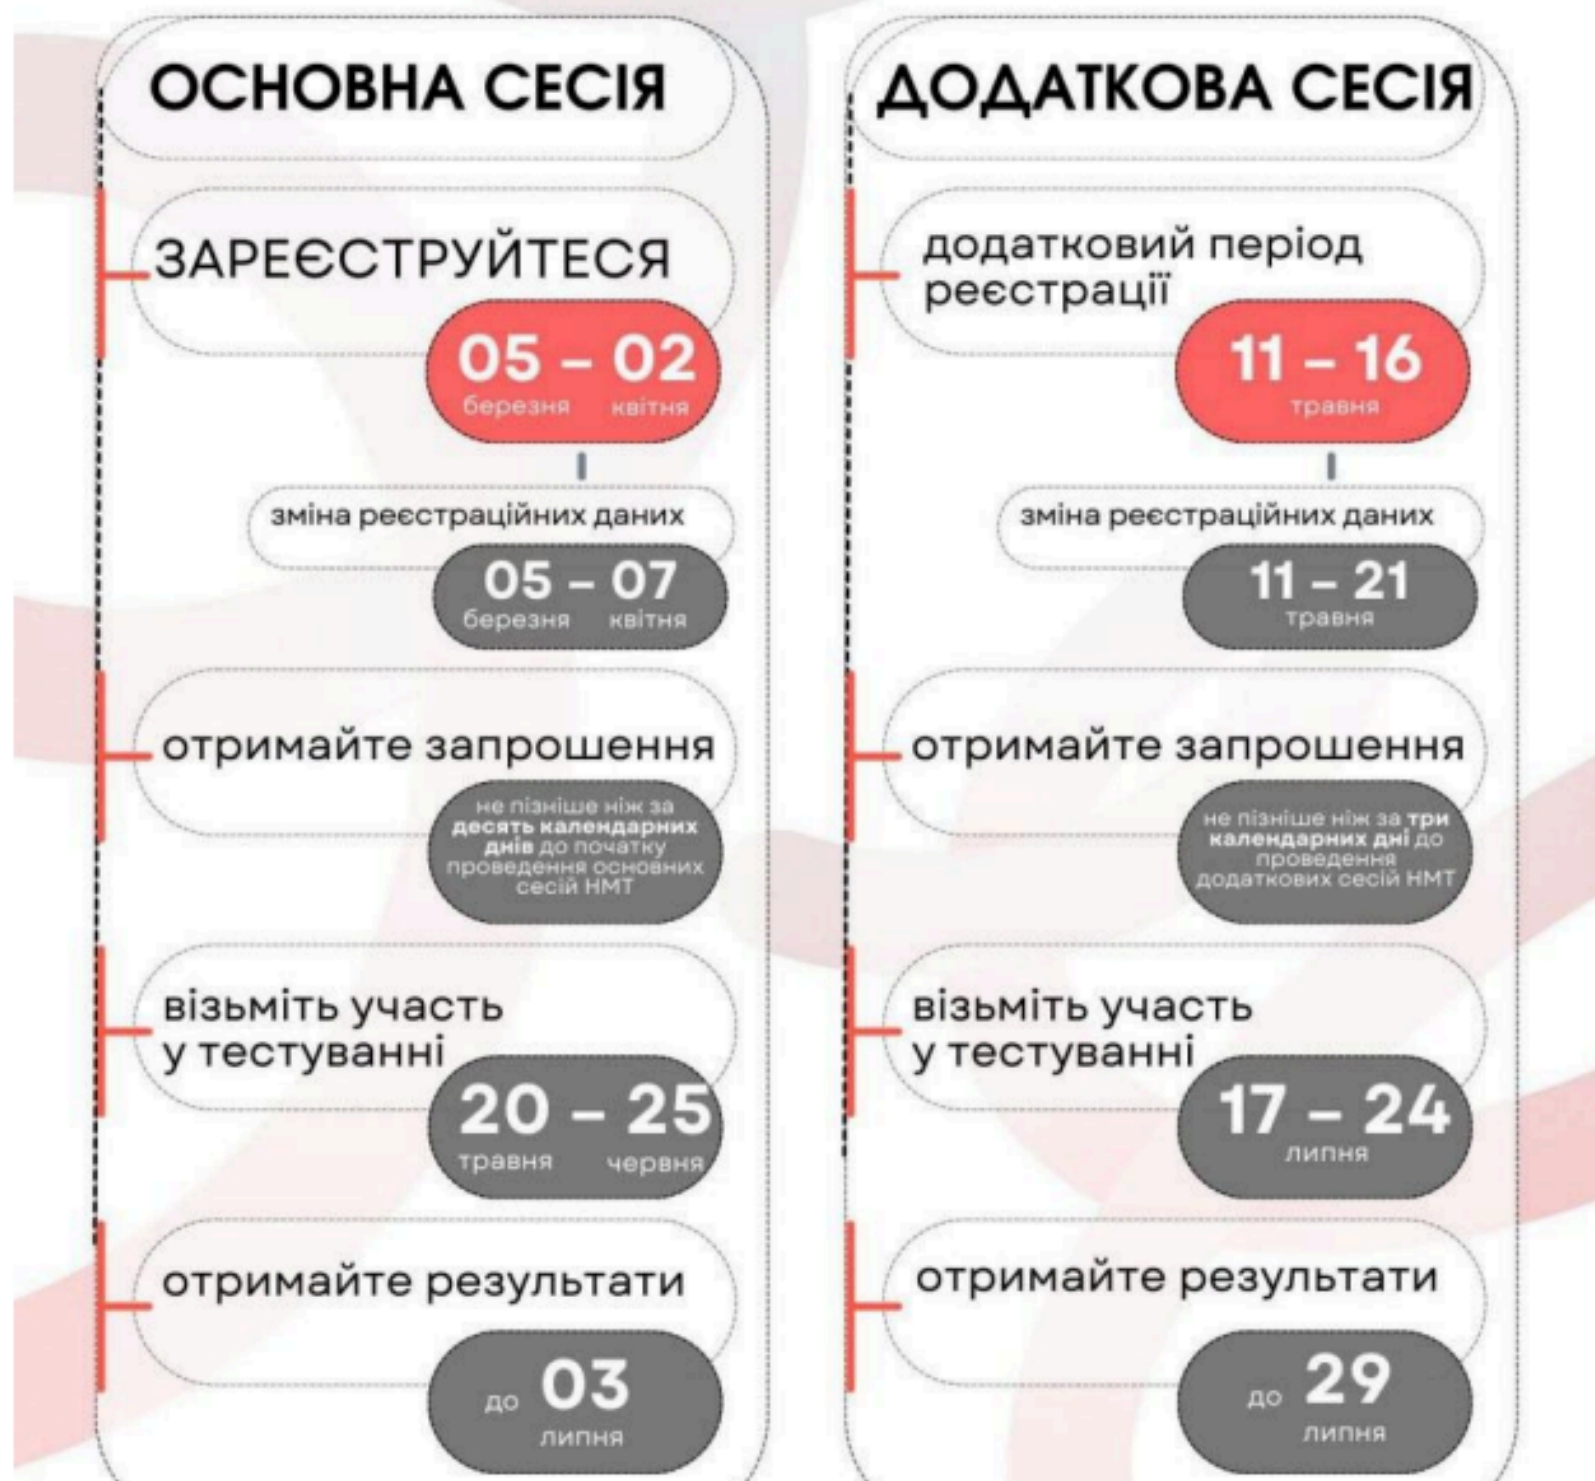 ОСНОВНА СЕСІЯ
ЗАРЕЄСТРУЙТЕСЯ
05 – 02
березня квітня
зміна реєстраційних даних
05 – 07
березня квітня
отримайте запрошення
не пізніше ніж за
десять календарних
днів до початку
проведення основних
сесій НМТ
візьміть участь
у тестуванні
20 – 25
травня червня
отримайте результати
до 03
липня
ДОДАТКОВА СЕСІЯ
додатковий період
реєстрації
11 – 16
травня
зміна реєстраційних даних
11 – 21
травня
отримайте запрошення
не пізніше ніж за три
календарних дні до
проведення
додаткових сесій НМТ
візьміть участь
у тестуванні
17 – 24
липня
отримайте результати
до 29
липня